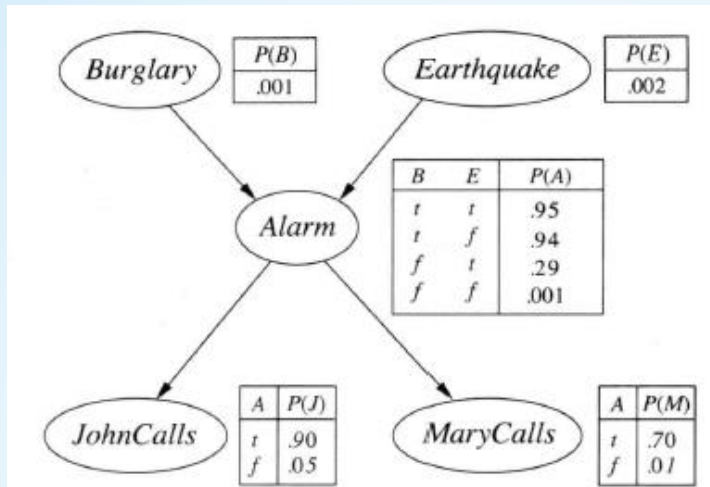 Burglary
P(B)
.001
Earthquake
P(E)
.002
Alarm
B E P(A)
t t .95
t f .94
f t .29
f f .001
JohnCalls
A P(J)
t .90
f .05
MaryCalls
A P(M)
t .70
f .01